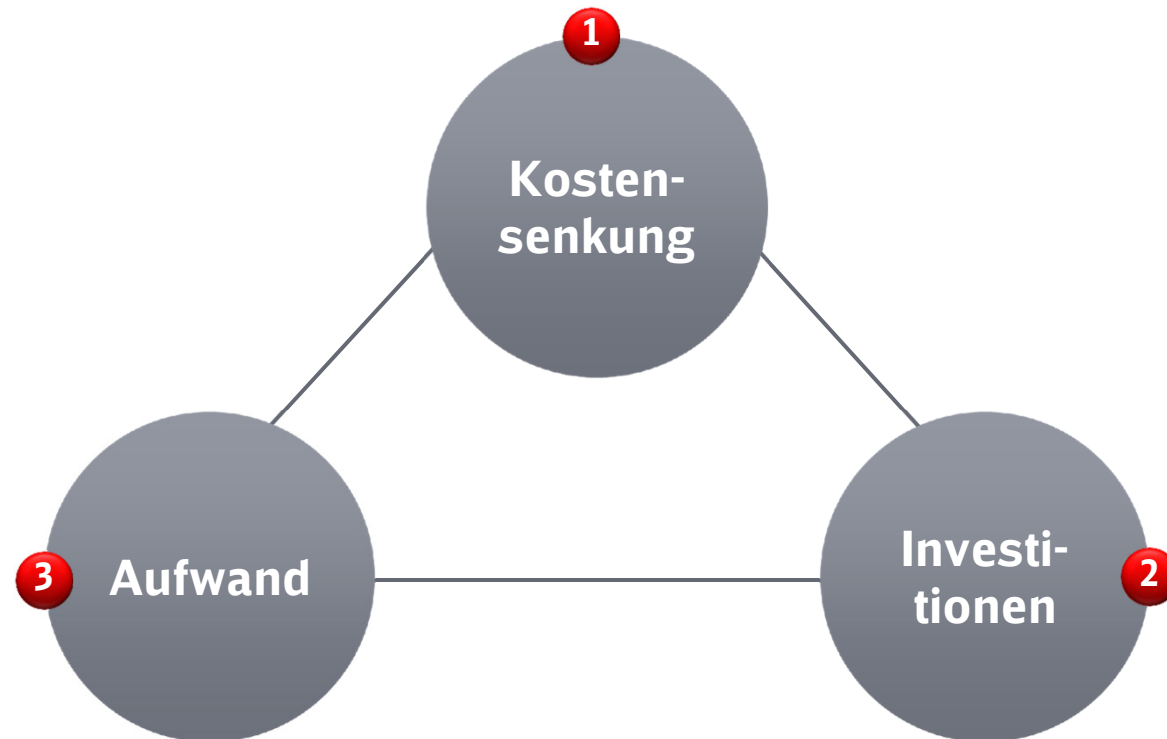 1
Kosten-
senkung
3
Aufwand
Investi-
tionen
2